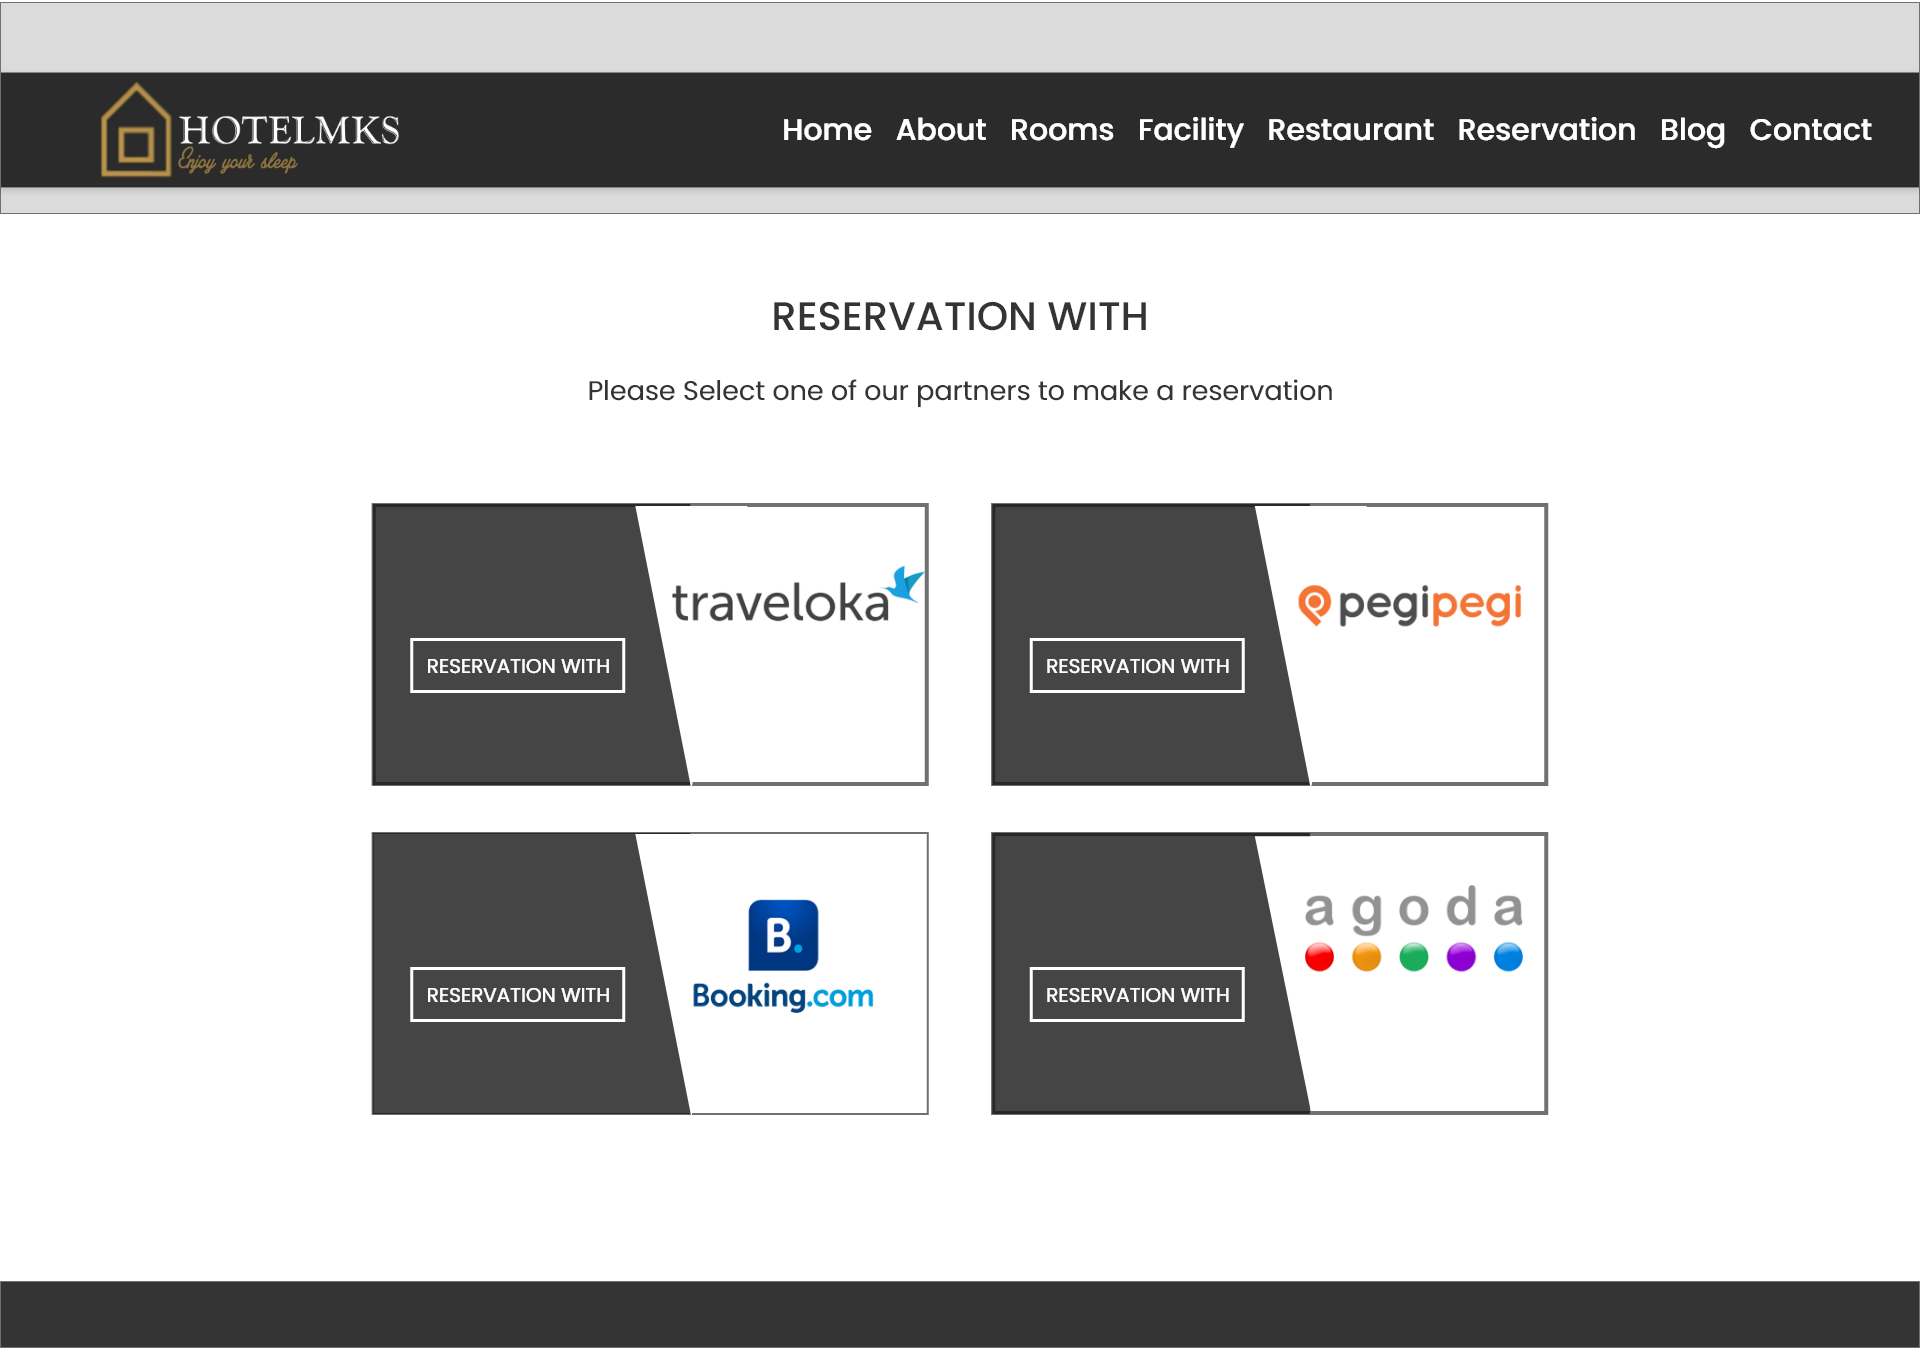 HOTELMKS
Enjoy your sleep
Home About Rooms Facility Restaurant Reservation Blog Contact
RESERVATION WITH
Please Select one of our partners to make a reservation
RESERVATION WITH
traveloka
RESERVATION WITH
pegipegi
RESERVATION WITH
B.
Booking.com
RESERVATION WITH
agoda